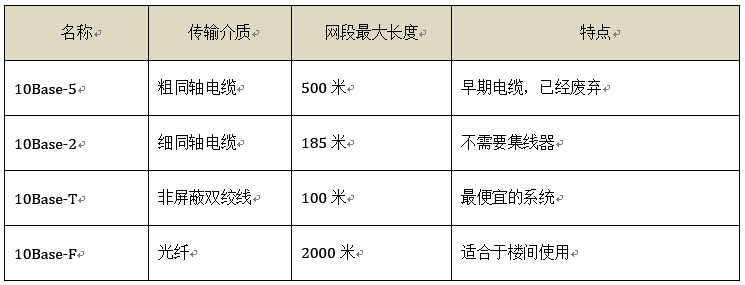 名称 传输介质 网段最大长度 特点
10Base-5 粗同轴电缆 500 米 早期电缆，已经废弃
10Base-2 细同轴电缆 185 米 不需要集线器
10Base-T 非屏蔽双绞线 100 米 最便宜的系统
10Base-F 光纤 2000 米 适合于楼间使用